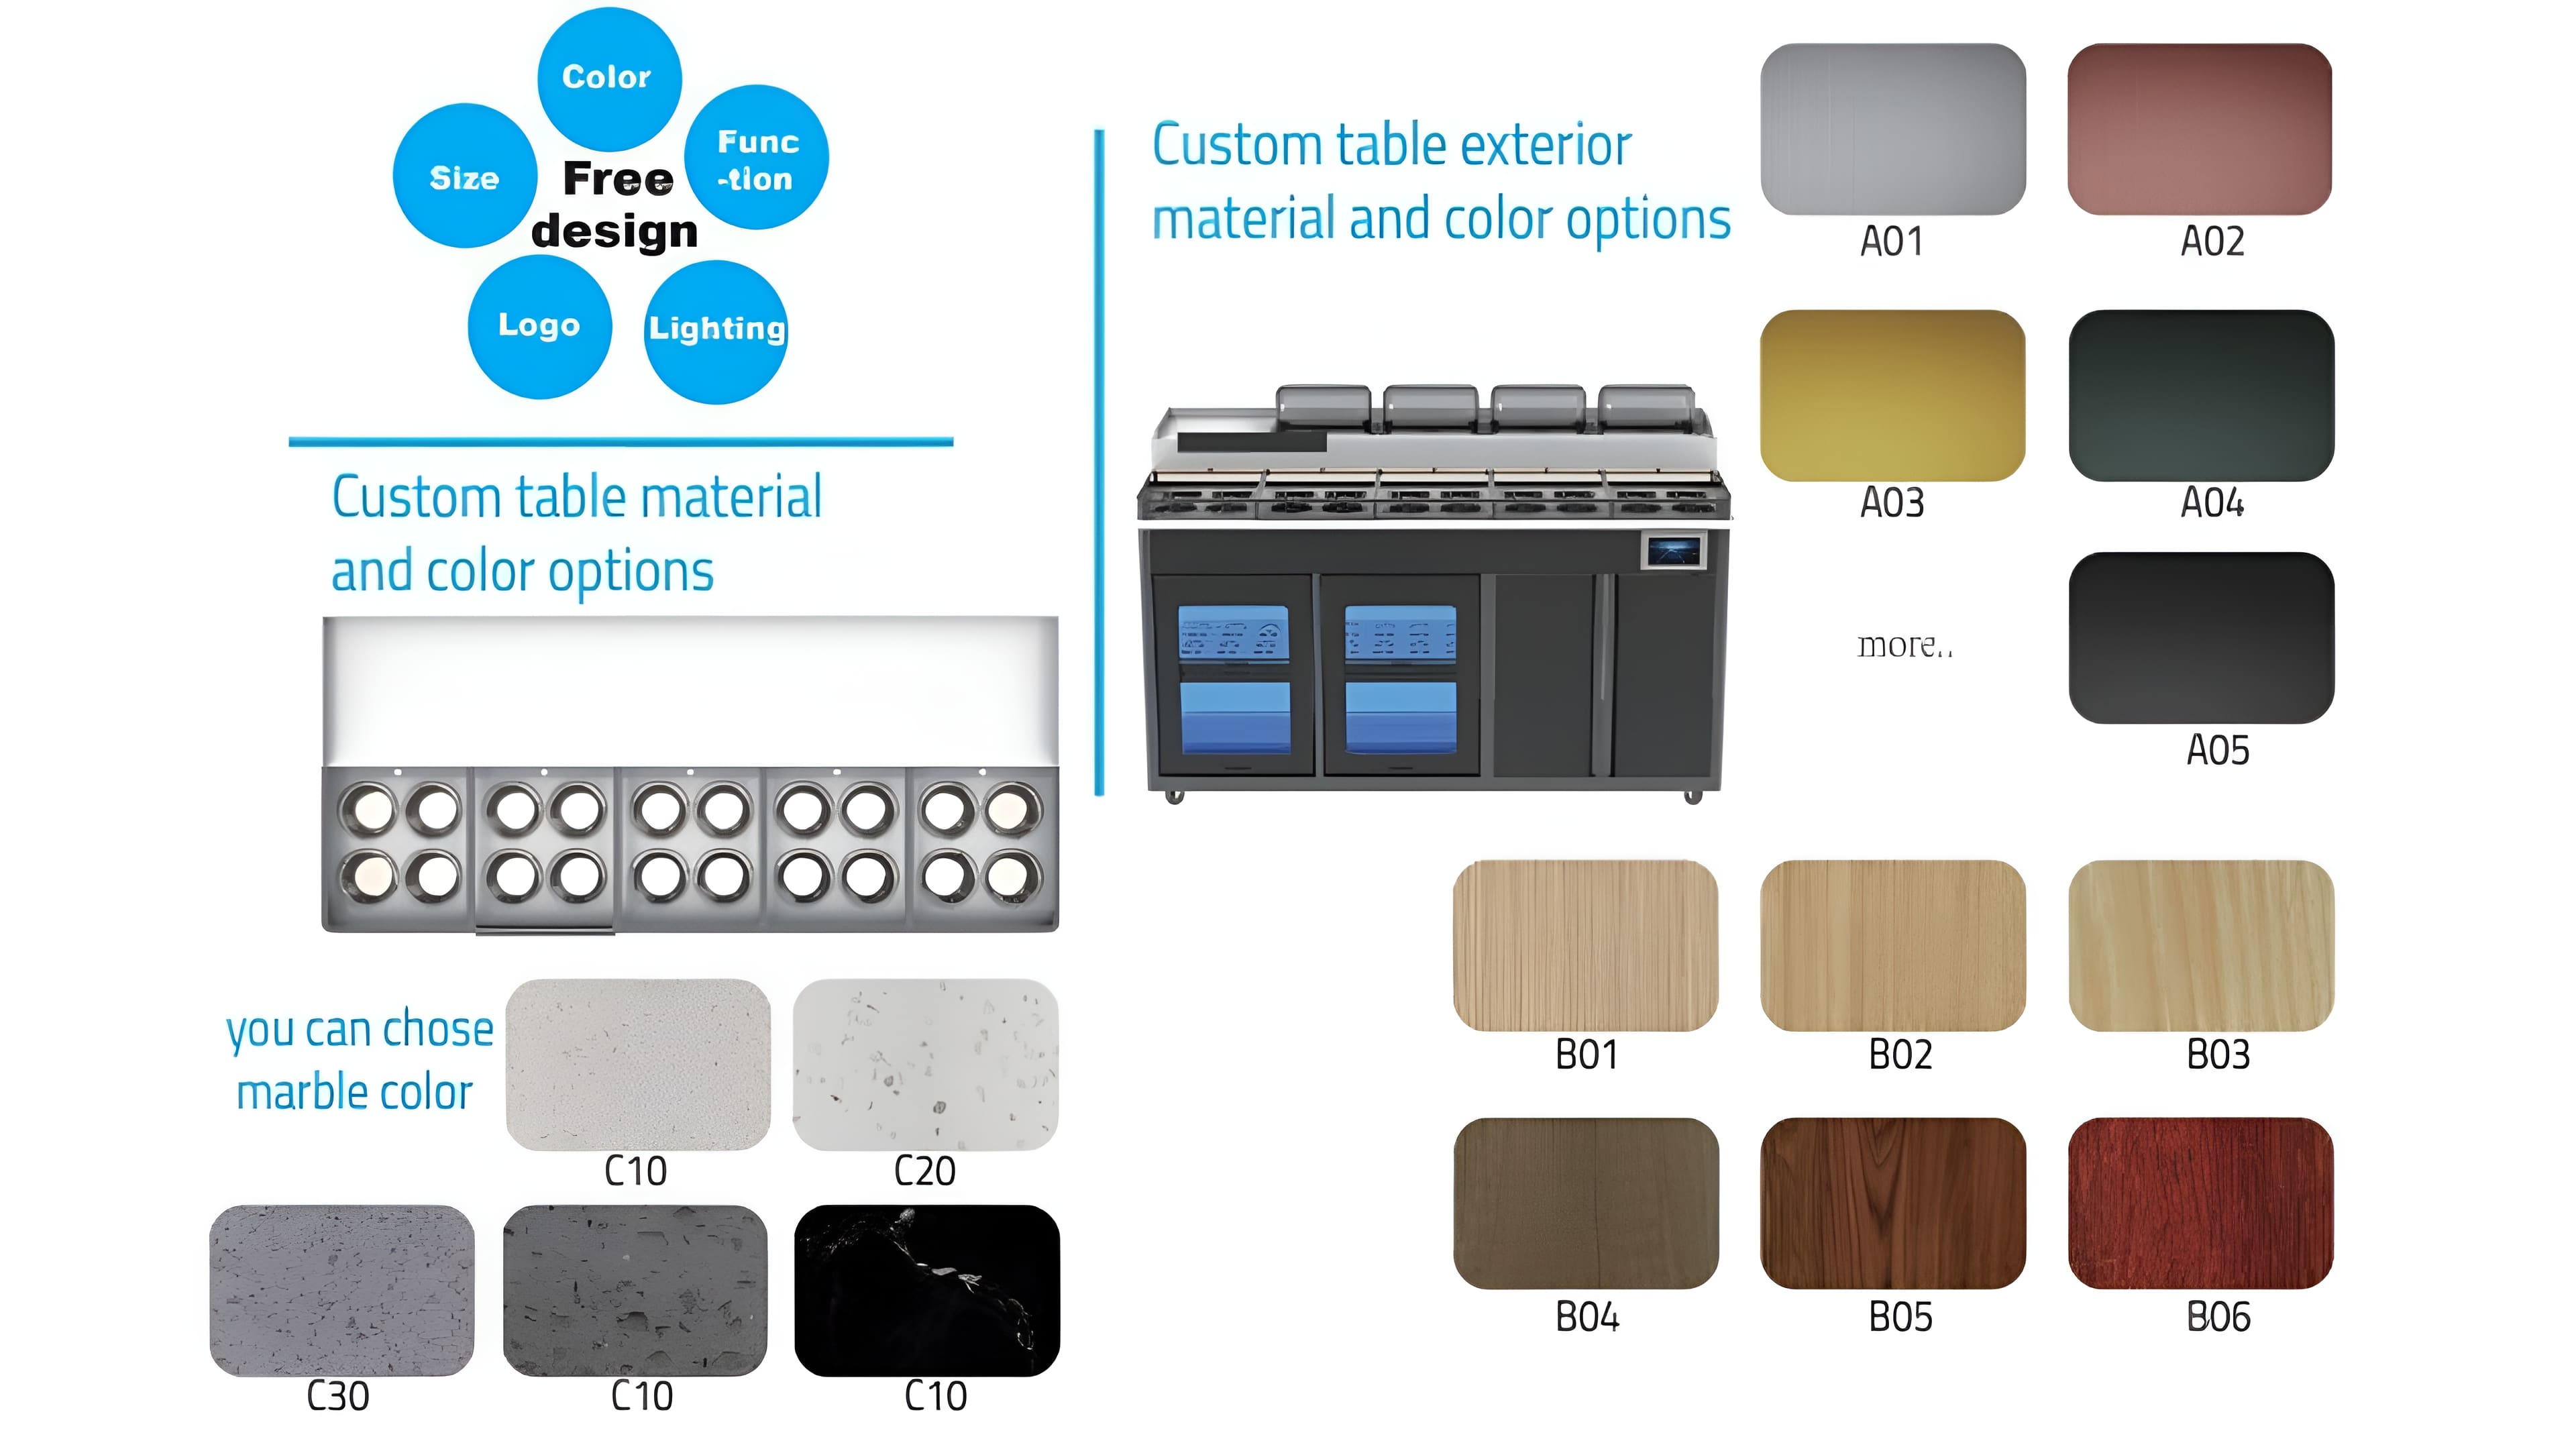 Color
Size
Func
-tion
Free
design
Logo
Lighting
Custom table material
and color options
you can chose
marble color
C10
C20
C30
C10
C10
Custom table exterior
material and color options
A01
A02
A03
A04
more..
A05
B01
B02
B03
B04
B05
B06